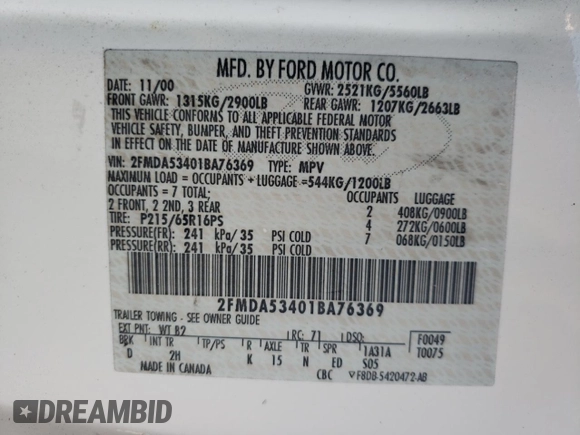 MFD. BY FORD MOTOR CO.
DATE: 11/00
GVWR: 2521KG/5560LB
FRONT GAWR: 1315KG/2900LB
REAR GAWR: 1207KG/2663LB
THIS VEHICLE CONFORMS TO ALL APPLICABLE FEDERAL MOTOR
VEHICLE SAFETY, BUMPER, AND THEFT PREVENTION STANDARDS
IN EFFECT ON THE DATE OF MANUFACTURE SHOWN ABOVE.
VIN: 2FMDA53401BA76369 TYPE: MPV
MAXIMUM LOAD = OCCUPANTS + LUGGAGE = 544KG/1200LB
OCCUPANTS = 7 TOTAL: OCCUPANTS LUGGAGE
2 FRONT, 2 2ND, 3 REAR 2 408KG/0900LB
TIRE: P215/65R16PS 4 272KG/0600LB
PRESSURE(FR): 241 kPa/35 PSI COLD 7 068KG/0150LB
PRESSURE(RR): 241 kPa/35 PSI COLD
2FMDA53401BA76369
TRAILER TOWING - SEE OWNER GUIDE
EXT PNT: WT B2 RC: 71 DSO: F0049
BRK INT TR TP/PS R AXLE TR SPR 1A31A T0075
D 2H K 15 N ED S05
MADE IN CANADA CBC F8DB-5420472-AB
DREAMBID
.COM